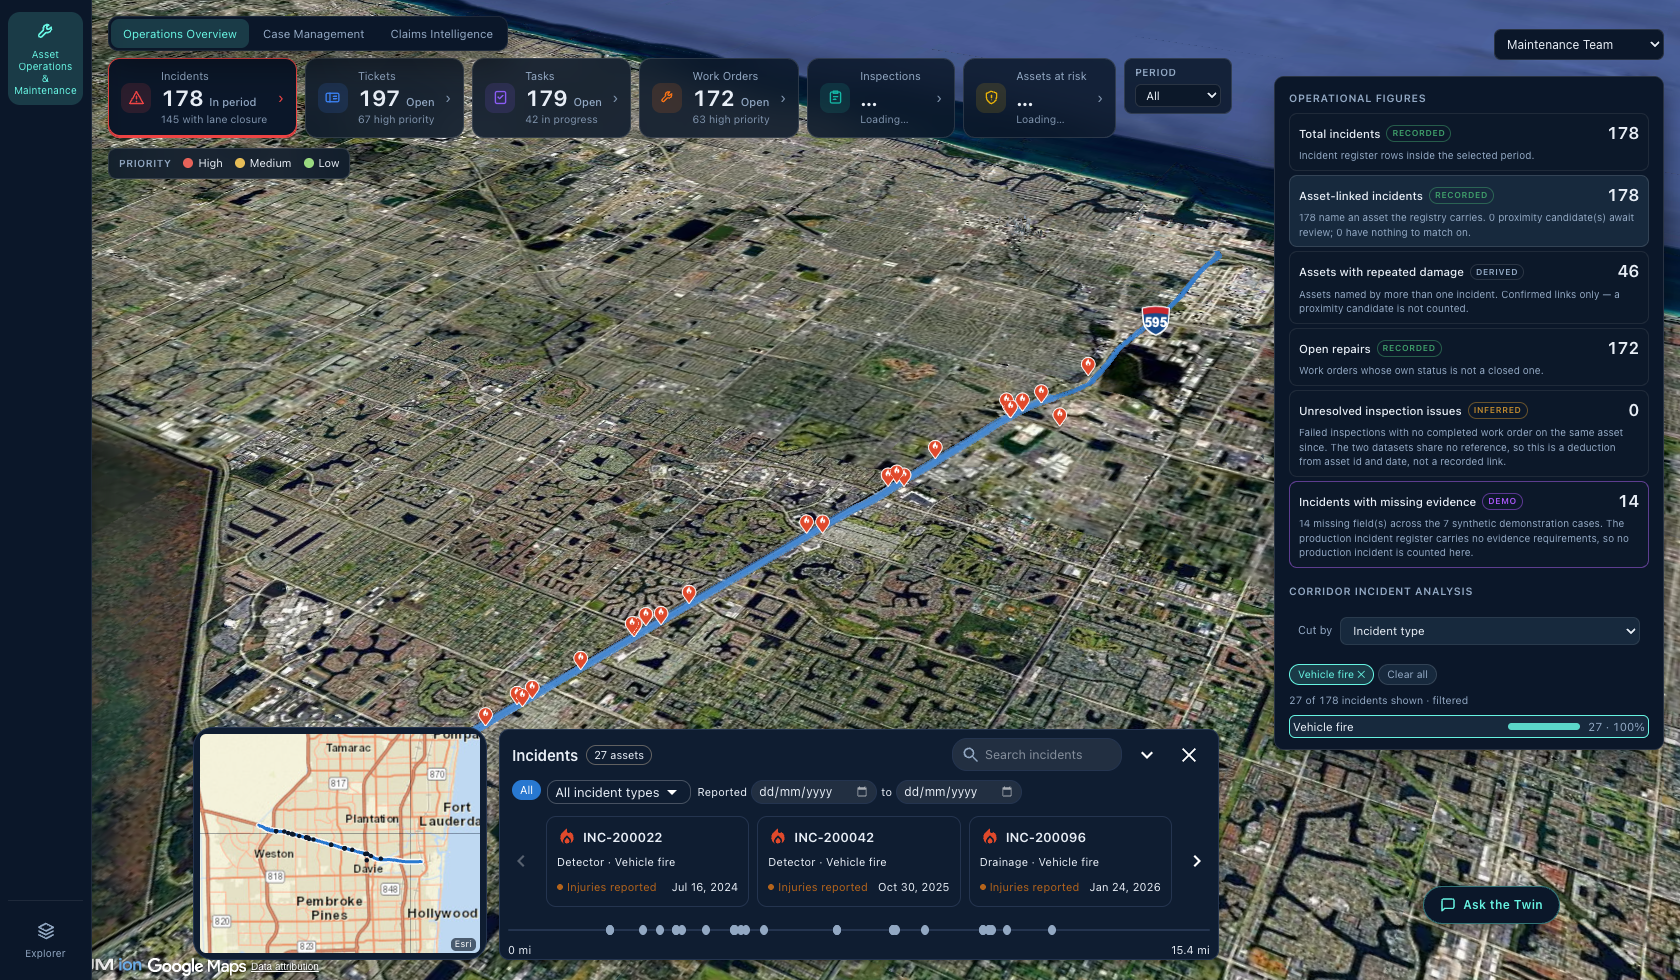 Asset
Operations
&
Maintenance
Explorer
Operations Overview
Case Management
Claims Intelligence
Maintenance Team
Incidents
178 In period
145 with lane closure
Tickets
197 Open
67 high priority
Tasks
179 Open
42 in progress
Work Orders
172 Open
63 high priority
Inspections
...
Loading...
Assets at risk
...
Loading...
PERIOD
All
PRIORITY High Medium Low
595
OPERATIONAL FIGURES
Total incidents RECORDED 178
Incident register rows inside the selected period.
Asset-linked incidents RECORDED 178
178 name an asset the registry carries. 0 proximity candidate(s) await
review; 0 have nothing to match on.
Assets with repeated damage DERIVED 46
Assets named by more than one incident. Confirmed links only — a
proximity candidate is not counted.
Open repairs RECORDED 172
Work orders whose own status is not a closed one.
Unresolved inspection issues INFERRED 0
Failed inspections with no completed work order on the same asset
since. The two datasets share no reference, so this is a deduction
from asset id and date, not a recorded link.
Incidents with missing evidence DEMO 14
14 missing field(s) across the 7 synthetic demonstration cases. The
production incident register carries no evidence requirements, so no
production incident is counted here.
CORRIDOR INCIDENT ANALYSIS
Cut by Incident type
Vehicle fire Clear all
27 of 178 incidents shown · filtered
Vehicle fire 27 · 100%
Tamarac
817
870
Fort
Plantation
Weston
818
Davie
848
Pembroke
Pines
Hollywood
820
823
Esri
Google Maps Data attribution
Incidents 27 assets
Search incidents
All
All incident types
Reported dd/mm/yyyy to dd/mm/yyyy
INC-200022
Detector · Vehicle fire
Injuries reported Jul 16, 2024
INC-200042
Detector · Vehicle fire
Injuries reported Oct 30, 2025
INC-200096
Drainage · Vehicle fire
Injuries reported Jan 24, 2026
0 mi
15.4 mi
Ask the Twin